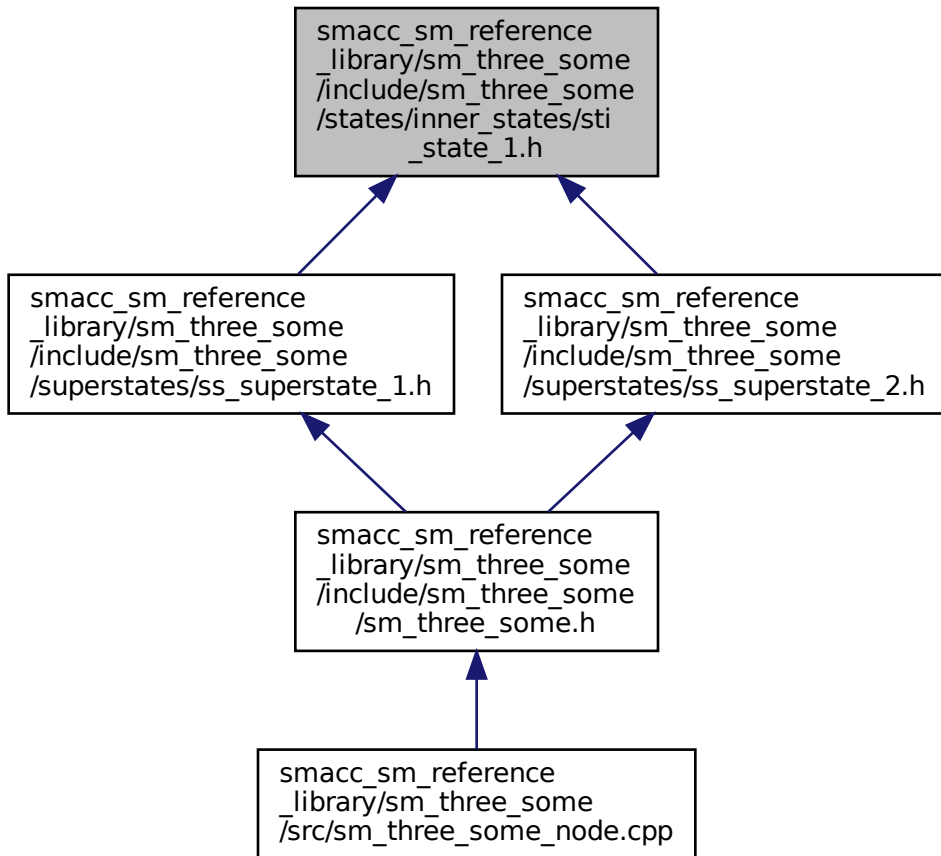 smacc_sm_reference
_library/sm_three_some
/include/sm_three_some
/states/inner_states/sti
_state_1.h
smacc_sm_reference
_library/sm_three_some
/include/sm_three_some
/superstates/ss_superstate_1.h
smacc_sm_reference
_library/sm_three_some
/include/sm_three_some
/superstates/ss_superstate_2.h
smacc_sm_reference
_library/sm_three_some
/include/sm_three_some
/sm_three_some.h
smacc_sm_reference
_library/sm_three_some
/src/sm_three_some_node.cpp